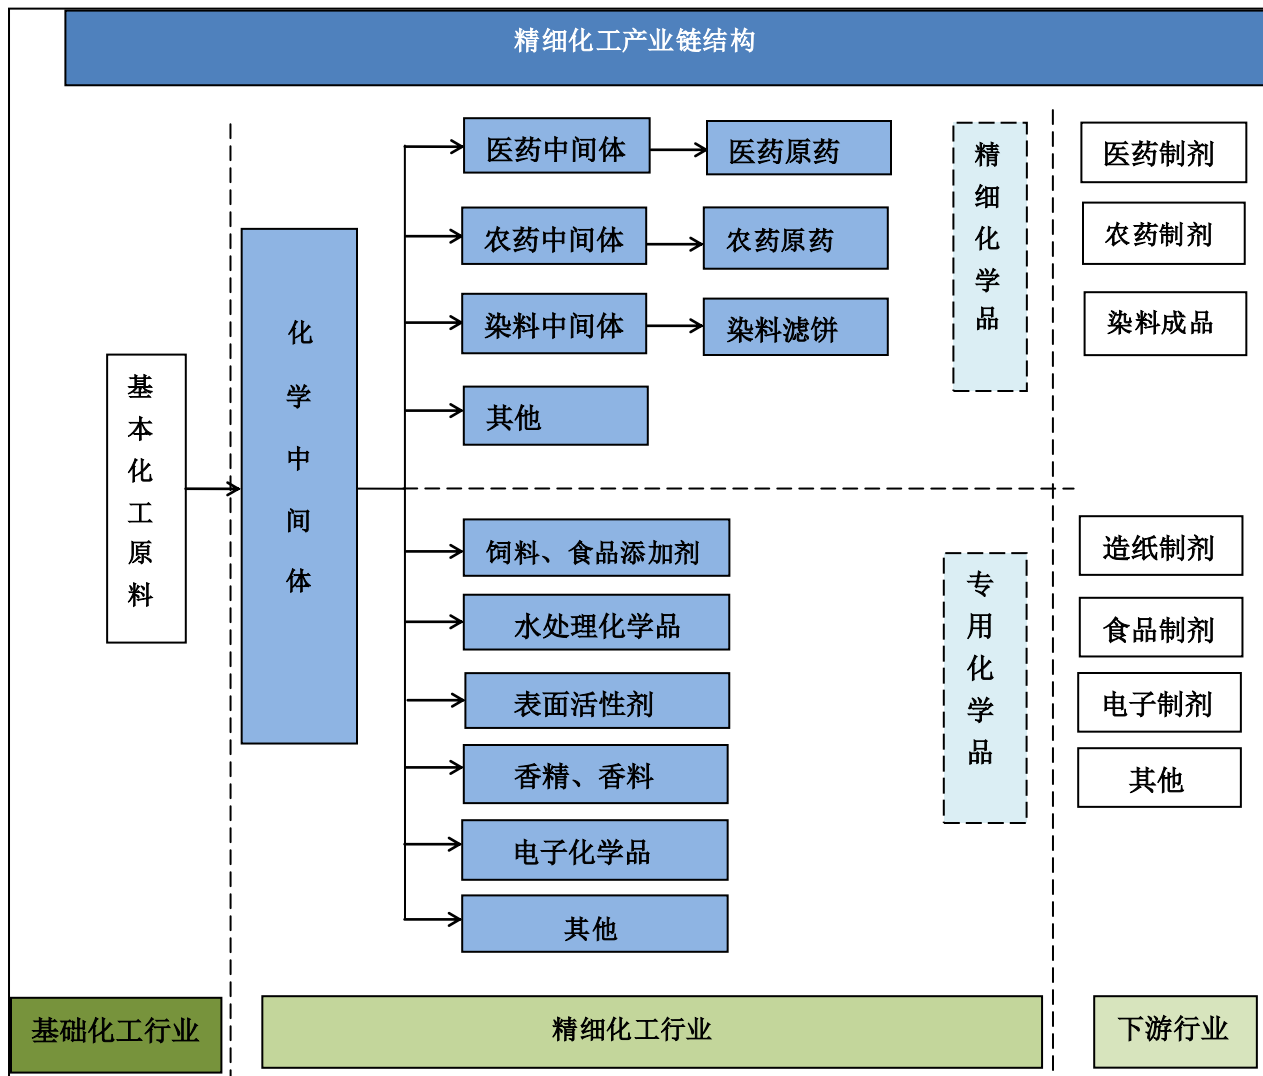 精细化工产业链结构
基本化工原料
化学中间体
医药中间体
医药原药
农药中间体
农药原药
染料中间体
染料滤饼
其他
精细化学品
医药制剂
农药制剂
染料成品
饲料、食品添加剂
水处理化学品
表面活性剂
香精、香料
电子化学品
其他
专用化学品
造纸制剂
食品制剂
电子制剂
其他
基础化工行业
精细化工行业
下游行业